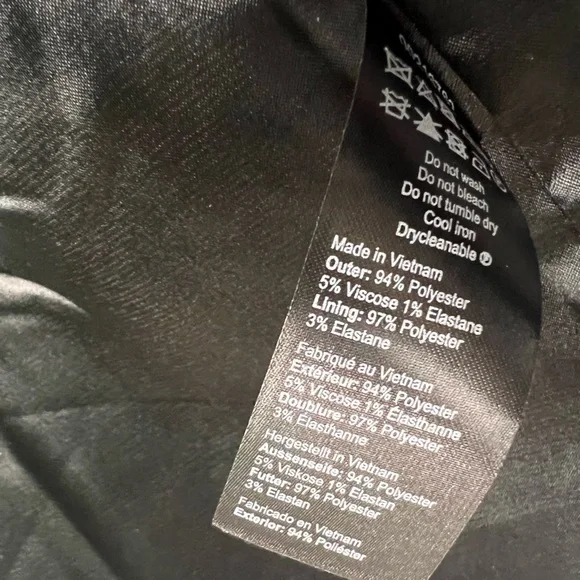 Do not wash
Do not bleach
Do not tumble dry
Cool iron
Drycleanable Ⓟ
Made in Vietnam
Outer: 94% Polyester
5% Viscose 1% Elastane
Lining: 97% Polyester
3% Elastane
Fabriqué au Vietnam
Extérieur: 94% Polyester
5% Viscose 1% Elasthanne
Doublure: 97% Polyester
3% Elasthanne
Hergestellt in Vietnam
Aussenseite: 94% Polyester
5% Viskose 1% Elastan
Futter: 97% Polyester
3% Elastan
Fabricado en Vietnam
Exterior: 94% Poliéster